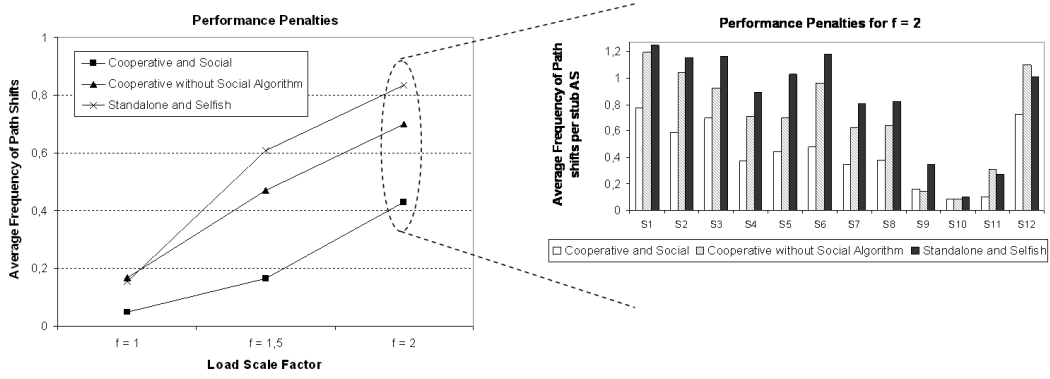 Performance Penalties
Average Frequency of Path Shifts
1
0,8
0,6
0,4
0,2
0
Cooperative and Social
Cooperative without Social Algorithm
Standalone and Selfish
f = 1
f = 1,5
f = 2
Load Scale Factor
Performance Penalties for f = 2
Average Frequency of Path
shifts per stub AS
1,2
1
0,8
0,6
0,4
0,2
0
S1
S2
S3
S4
S5
S6
S7
S8
S9
S10
S11
S12
Cooperative and Social
Cooperative without Social Algorithm
Standalone and Selfish